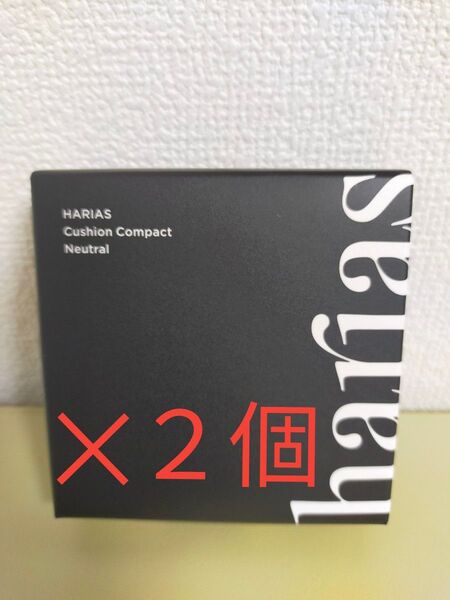 HARIAS
Cushion Compact
Neutral
harias
×2個